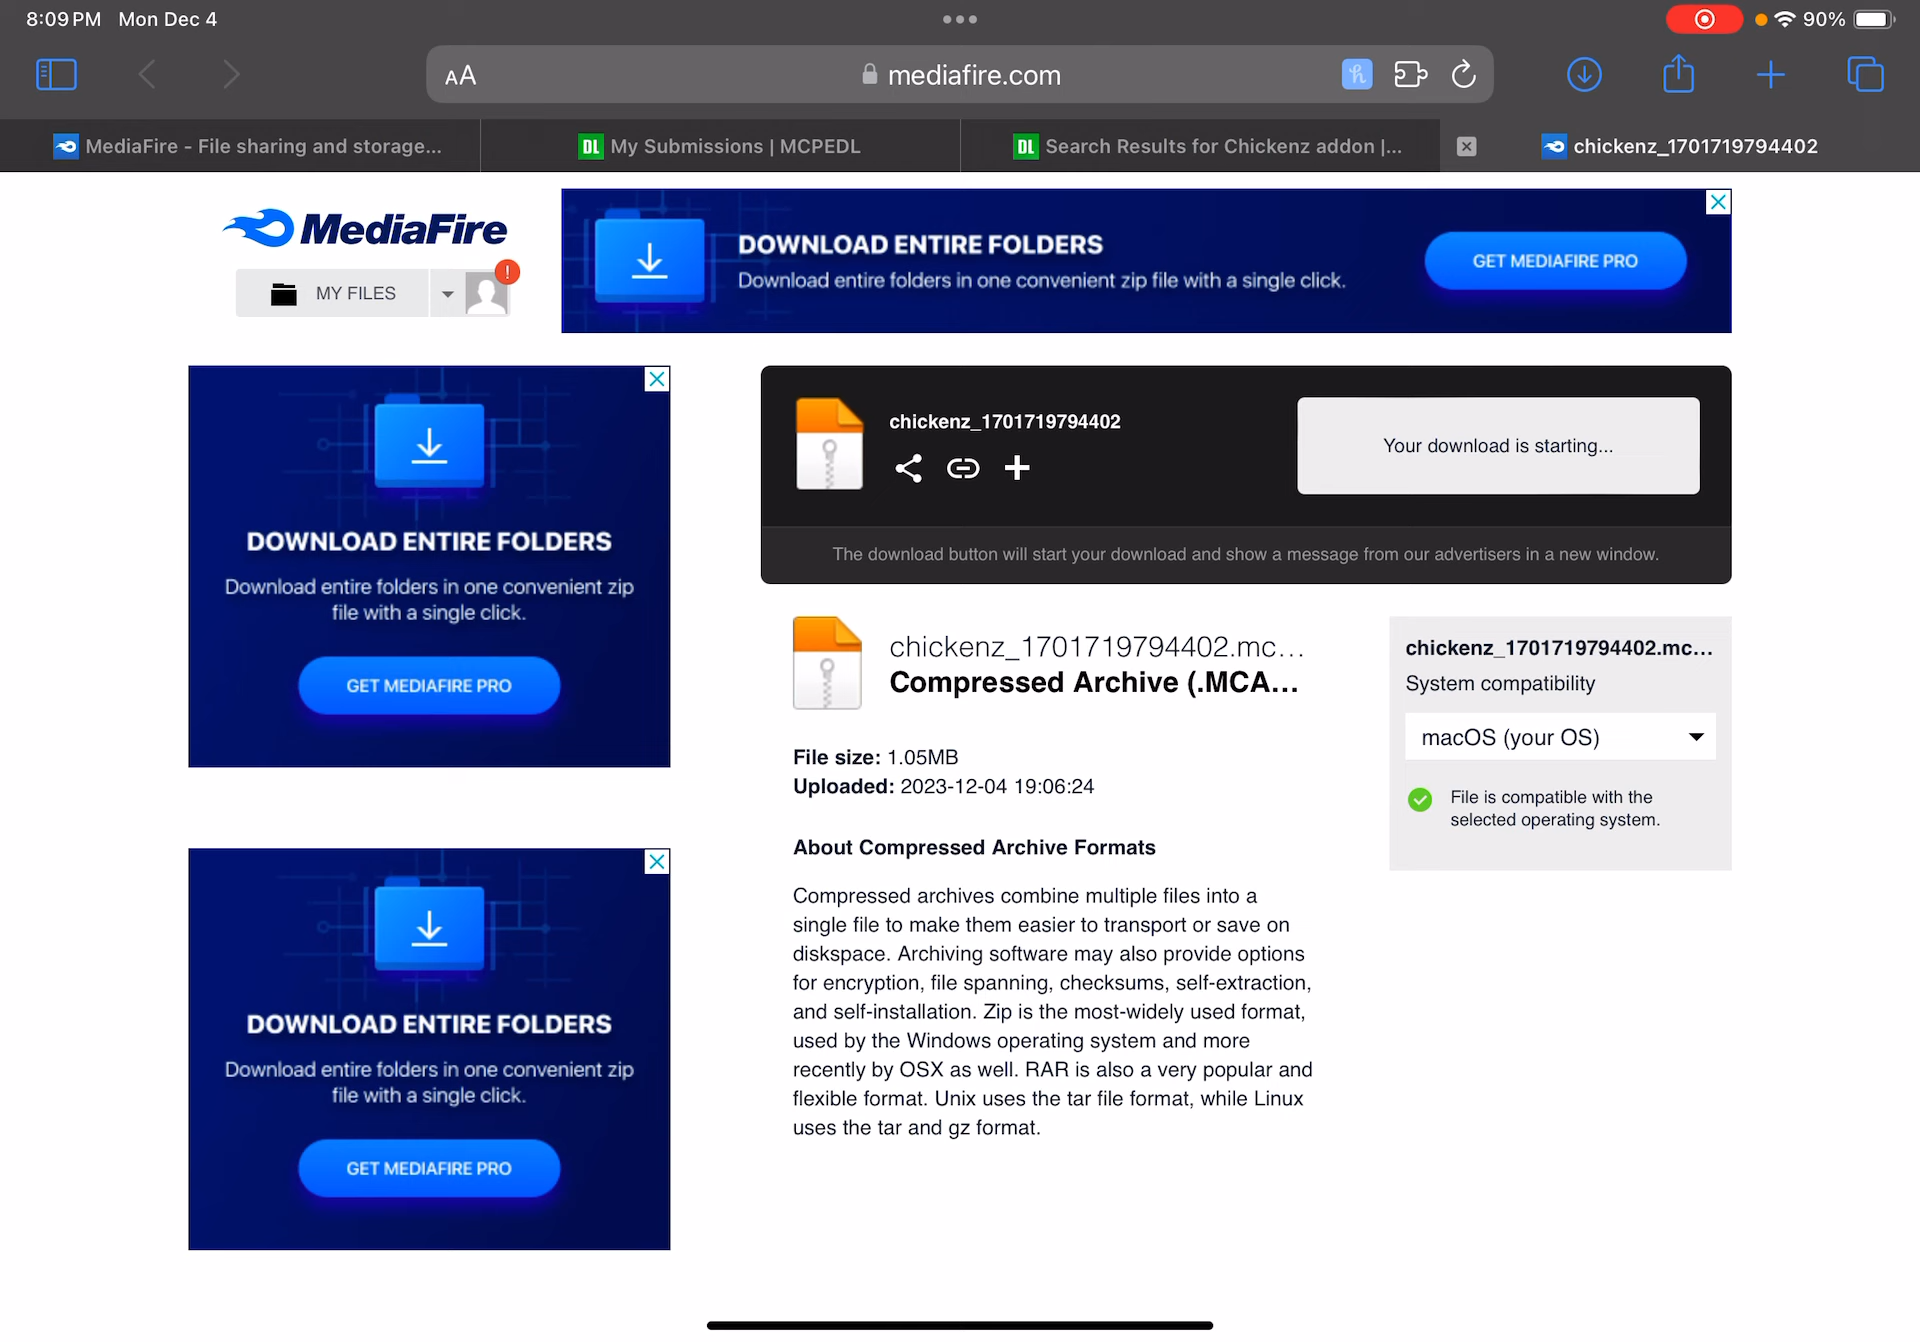 8:09 PM Mon Dec 4
90%
AA
mediafire.com
MediaFire - File sharing and storage...
DL My Submissions | MCPEDL
DL Search Results for Chickenz addon |...
chickenz_1701719794402
MediaFire
MY FILES
!
DOWNLOAD ENTIRE FOLDERS
Download entire folders in one convenient zip file with a single click.
GET MEDIAFIRE PRO
DOWNLOAD ENTIRE FOLDERS
Download entire folders in one convenient zip
file with a single click.
GET MEDIAFIRE PRO
chickenz_1701719794402
Your download is starting...
The download button will start your download and show a message from our advertisers in a new window.
chickenz_1701719794402.mc...
Compressed Archive (.MCA...
File size: 1.05MB
Uploaded: 2023-12-04 19:06:24
About Compressed Archive Formats
Compressed archives combine multiple files into a
single file to make them easier to transport or save on
diskspace. Archiving software may also provide options
for encryption, file spanning, checksums, self-extraction,
and self-installation. Zip is the most-widely used format,
used by the Windows operating system and more
recently by OSX as well. RAR is also a very popular and
flexible format. Unix uses the tar file format, while Linux
uses the tar and gz format.
chickenz_1701719794402.mc...
System compatibility
macOS (your OS)
File is compatible with the
selected operating system.
DOWNLOAD ENTIRE FOLDERS
Download entire folders in one convenient zip
file with a single click.
GET MEDIAFIRE PRO